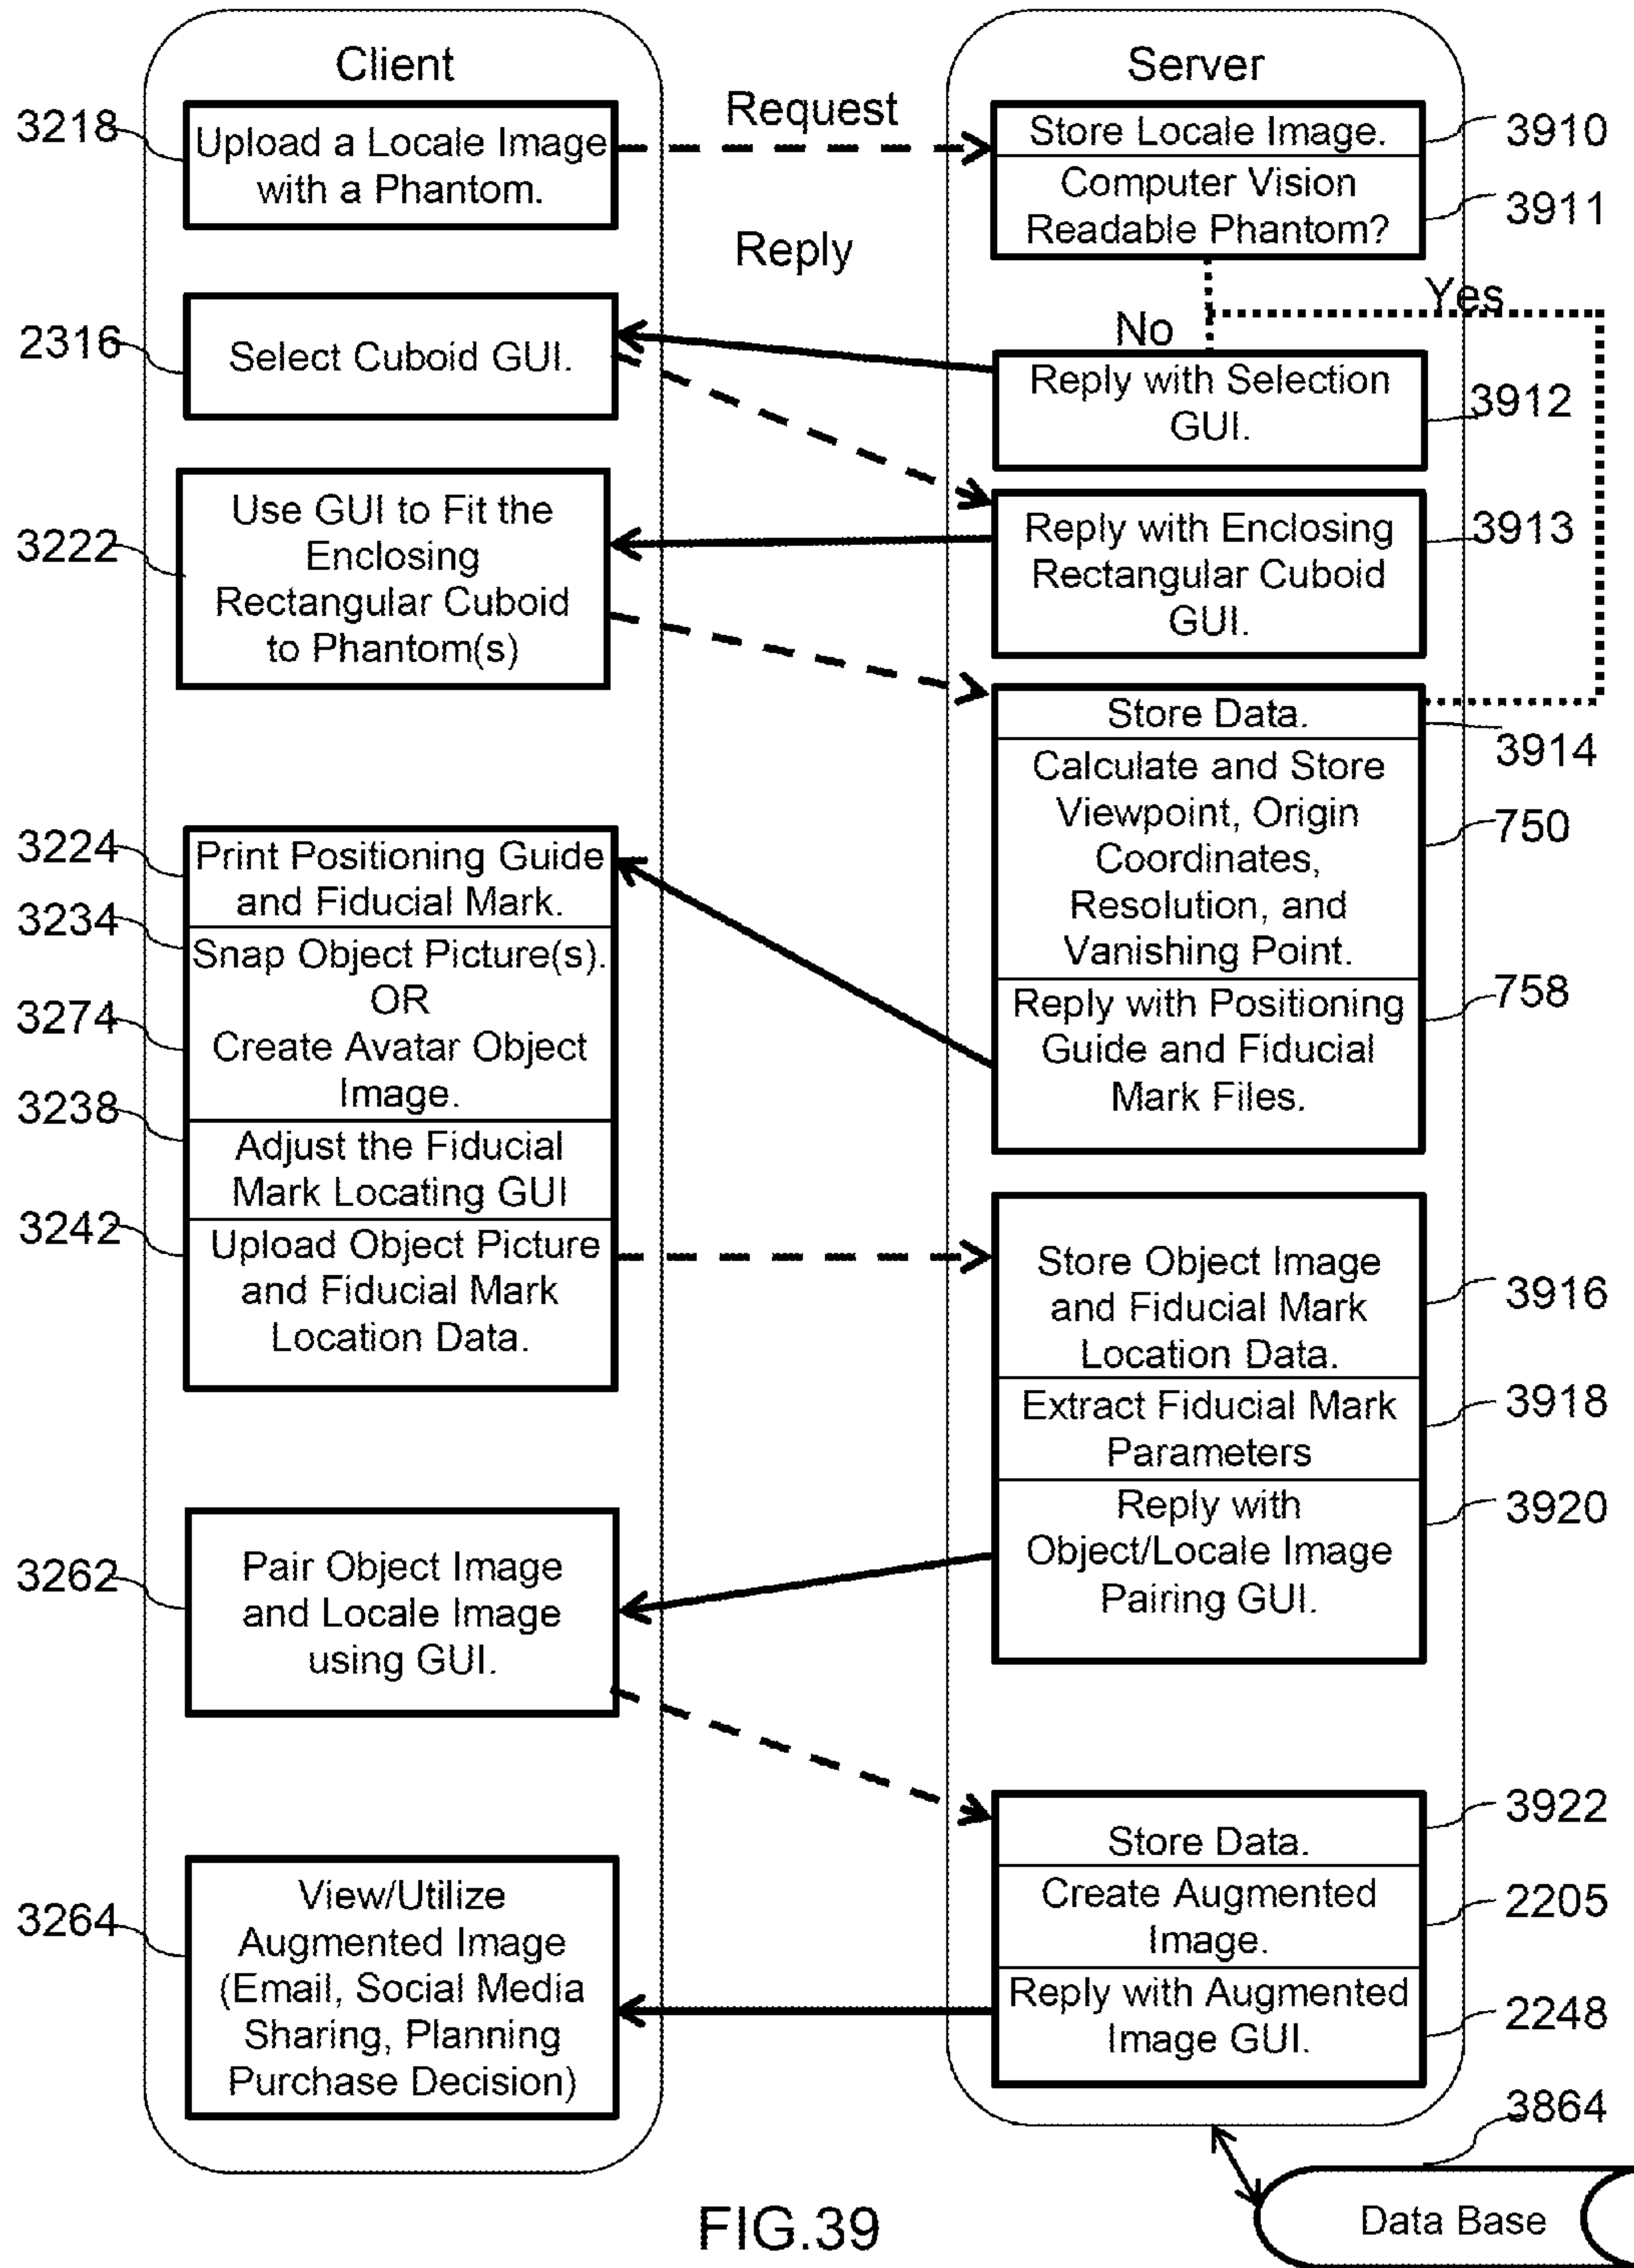 Client
Server
3218
Upload a Locale Image
with a Phantom.
Request
Store Locale Image.
3910
Computer Vision
Readable Phantom?
3911
Reply
Yes
No
2316
Select Cuboid GUI.
Reply with Selection
GUI.
3912
3222
Use GUI to Fit the
Enclosing
Rectangular Cuboid
to Phantom(s)
Reply with Enclosing
Rectangular Cuboid
GUI.
3913
Store Data.
3914
Calculate and Store
Viewpoint, Origin
Coordinates,
Resolution, and
Vanishing Point.
750
Reply with Positioning
Guide and Fiducial
Mark Files.
758
3224
Print Positioning Guide
and Fiducial Mark.
3234
Snap Object Picture(s).
OR
3274
Create Avatar Object
Image.
3238
Adjust the Fiducial
Mark Locating GUI
3242
Upload Object Picture
and Fiducial Mark
Location Data.
Store Object Image
and Fiducial Mark
Location Data.
3916
Extract Fiducial Mark
Parameters
3918
Reply with
Object/Locale Image
Pairing GUI.
3920
3262
Pair Object Image
and Locale Image
using GUI.
Store Data.
3922
Create Augmented
Image.
2205
Reply with Augmented
Image GUI.
2248
3264
View/Utilize
Augmented Image
(Email, Social Media
Sharing, Planning
Purchase Decision)
3864
Data Base
FIG.39